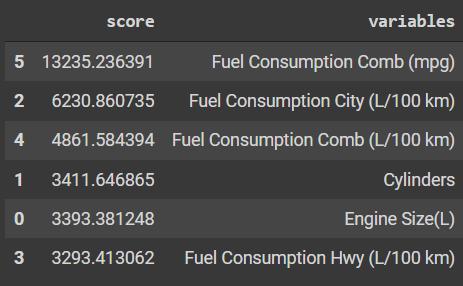 score variables
5 13235.236391 Fuel Consumption Comb (mpg)
2 6230.860735 Fuel Consumption City (L/100 km)
4 4861.584394 Fuel Consumption Comb (L/100 km)
1 3411.646865 Cylinders
0 3393.381248 Engine Size(L)
3 3293.413062 Fuel Consumption Hwy (L/100 km)